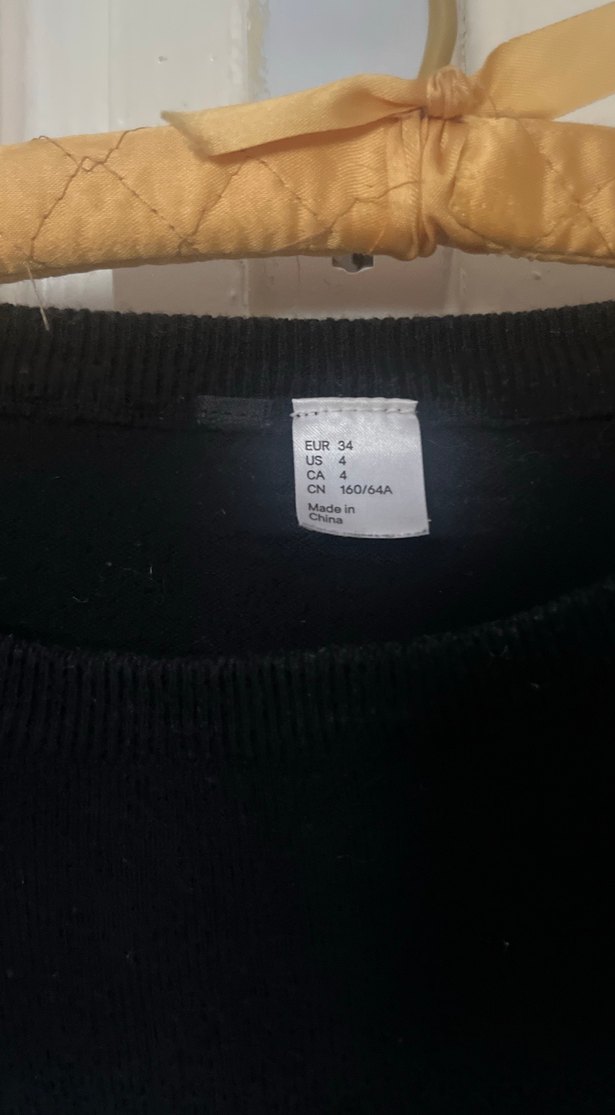 EUR 34
US 4
CA 4
CN 160/64A
Made in
China